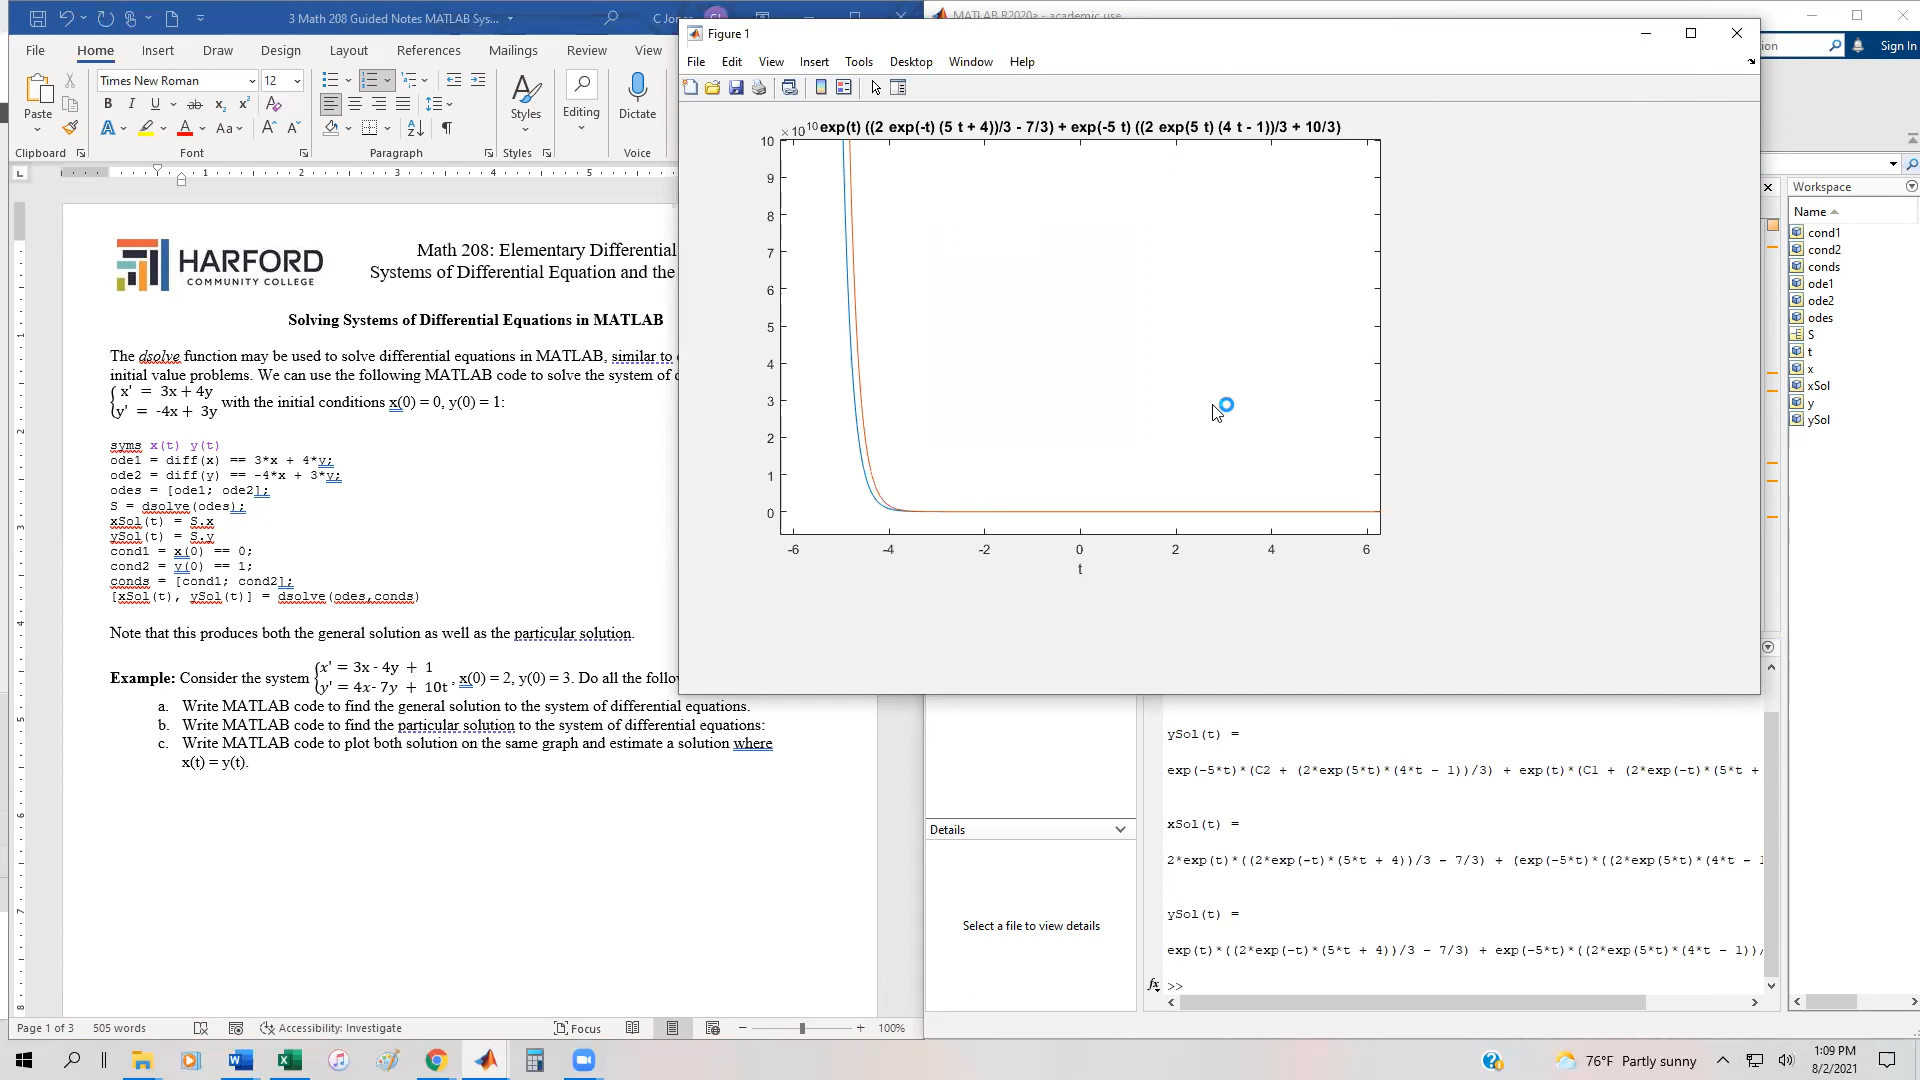 3 Math 208 Guided Notes MATLAB Sys...
File Home Insert Draw Design Layout References Mailings Review View
Times New Roman 12
Paste
Styles
Editing
Dictate
Clipboard Font Paragraph Styles Voice
HARFORD
COMMUNITY COLLEGE
Math 208: Elementary Differential
Systems of Differential Equation and the
Solving Systems of Differential Equations in MATLAB
The dsolve function may be used to solve differential equations in MATLAB, similar to
initial value problems. We can use the following MATLAB code to solve the system of
x' = 3x + 4y
y' = -4x + 3y
with the initial conditions x(0) = 0, y(0) = 1:
syms x(t) y(t)
ode1 = diff(x) == 3*x + 4*y;
ode2 = diff(y) == -4*x + 3*y;
odes = [ode1; ode2];
S = dsolve(odes);
xSol(t) = S.x
ySol(t) = S.y
cond1 = x(0) == 0;
cond2 = y(0) == 1;
conds = [cond1; cond2];
[xSol(t), ySol(t)] = dsolve(odes,conds)
Note that this produces both the general solution as well as the particular solution.
Example: Consider the system
x' = 3x - 4y + 1
y' = 4x - 7y + 10t
, x(0) = 2, y(0) = 3. Do all the
a. Write MATLAB code to find the general solution to the system of differential equations.
b. Write MATLAB code to find the particular solution to the system of differential equations:
c. Write MATLAB code to plot both solution on the same graph and estimate a solution where
x(t) = y(t).
Page 1 of 3 505 words Accessibility: Investigate Focus 100%
MATLAB R2020a - academic use
Sign In
Figure 1
File Edit View Insert Tools Desktop Window Help
×10^10
exp(t) ((2 exp(-t) (5 t + 4))/3 - 7/3) + exp(-5 t) ((2 exp(5 t) (4 t - 1))/3 + 10/3)
10
9
8
7
6
5
4
3
2
1
0
-6 -4 -2 0 2 4 6
t
Workspace
Name
cond1
cond2
conds
ode1
ode2
odes
S
t
x
xSol
y
ySol
Details
Select a file to view details
ySol(t) =
exp(-5*t)*(C2 + (2*exp(5*t)*(4*t - 1))/3) + exp(t)*(C1 + (2*exp(-t)*(5*t +
xSol(t) =
2*exp(t)*((2*exp(-t)*(5*t + 4))/3 - 7/3) + (exp(-5*t)*((2*exp(5*t)*(4*t - 1
ySol(t) =
exp(t)*((2*exp(-t)*(5*t + 4))/3 - 7/3) + exp(-5*t)*((2*exp(5*t)*(4*t - 1))/
fx >>
76°F Partly sunny
1:09 PM
8/2/2021